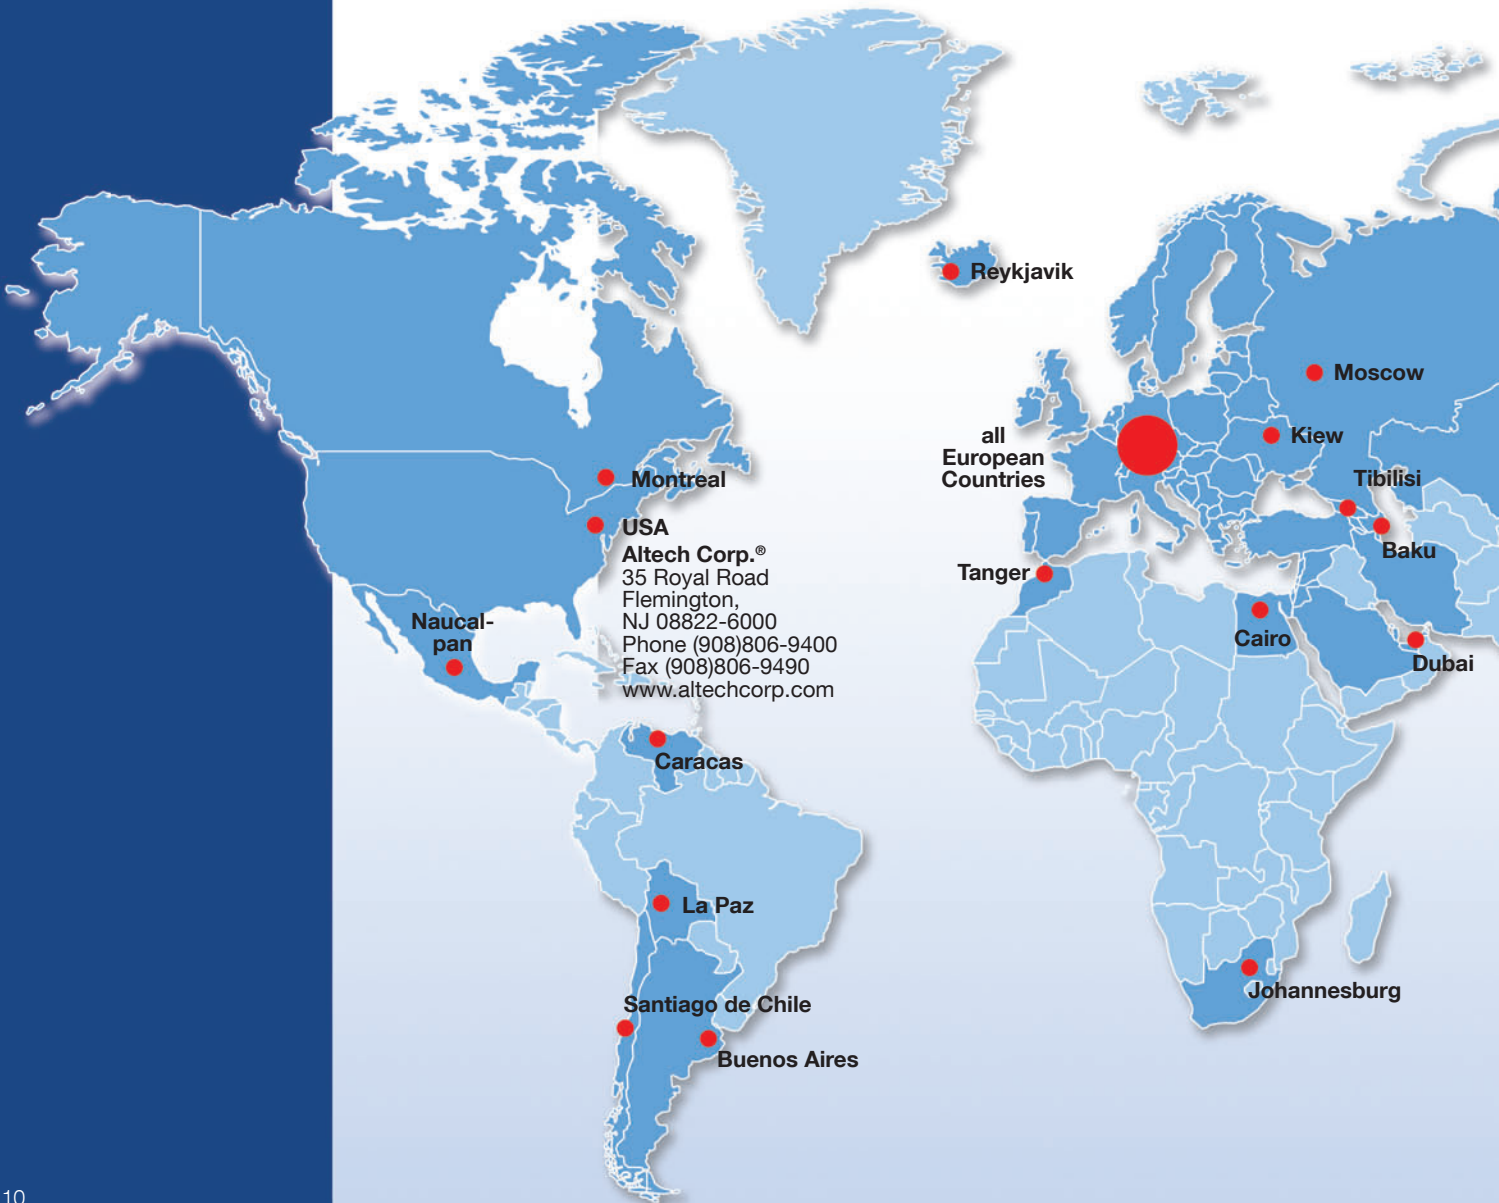 Reykjavik
Moscow
all
European
Countries
Kiew
Tibilisi
Baku
Montreal
USA
Altech Corp.®
35 Royal Road
Flemington,
NJ 08822-6000
Phone (908)806-9400
Fax (908)806-9490
www.altechcorp.com
Tanger
Naucal-
pan
Cairo
Dubai
Caracas
La Paz
Johannesburg
Santiago de Chile
Buenos Aires
10